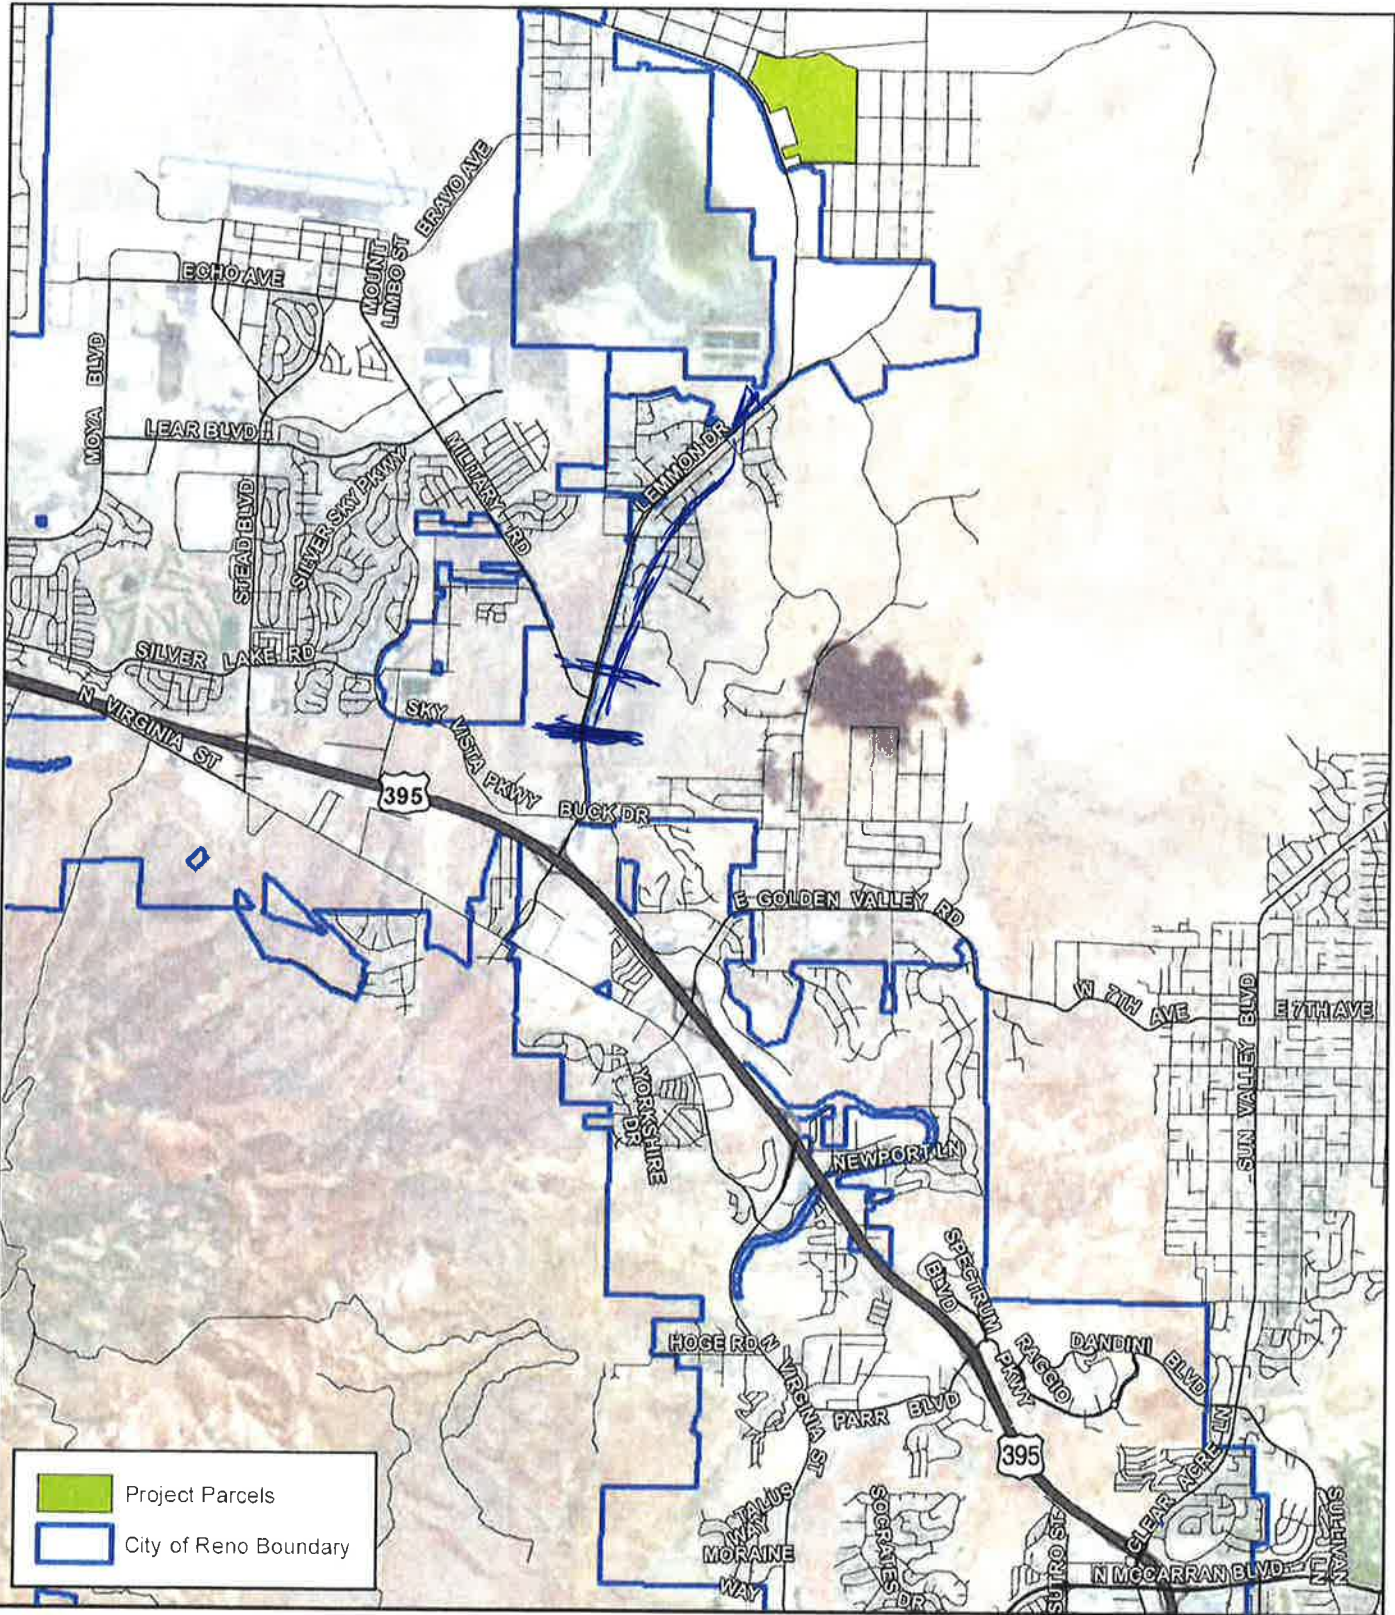 BRAVO AVE
MOUNT
LIMBO ST
ECHO AVE
MOYA BLVD
LEAR BLVD
MILITARY RD
LEMMON DR
STEAD BLVD
SILVER SKY PKWY
SILVER LAKE RD
N VIRGINIA ST
SKY VISTA PKWY
395
BUCK DR
E GOLDEN VALLEY RD
W 7TH AVE
E 7TH AVE
SUN VALLEY BLVD
YORKSHIRE
DR
NEWPORT LN
SPECTRUM
BLVD
HOGE RD
N VIRGINIA ST
RAGGIO
PKWY
DANDINI BLVD
PARR BLVD
395
CLEAR ACRE LN
TALUS
WAY
MORAINE
WAY
SOCRATES
DR
SUTRO ST
SULLIVAN
LN
N MCCARRAN BLVD
Project Parcels
City of Reno Boundary